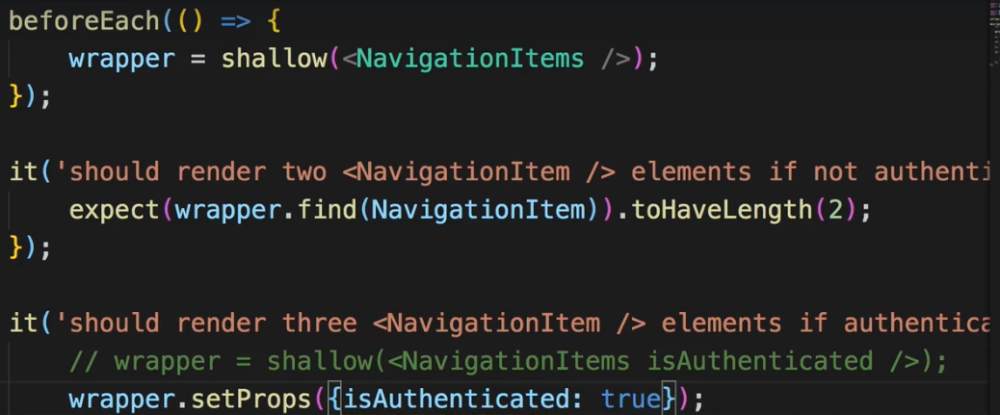 beforeEach(() => {
    wrapper = shallow(<NavigationItems />);
});

it('should render two <NavigationItem /> elements if not authenti
    expect(wrapper.find(NavigationItem)).toHaveLength(2);
});

it('should render three <NavigationItem /> elements if authentica
    // wrapper = shallow(<NavigationItems isAuthenticated />);
    wrapper.setProps({isAuthenticated: true});